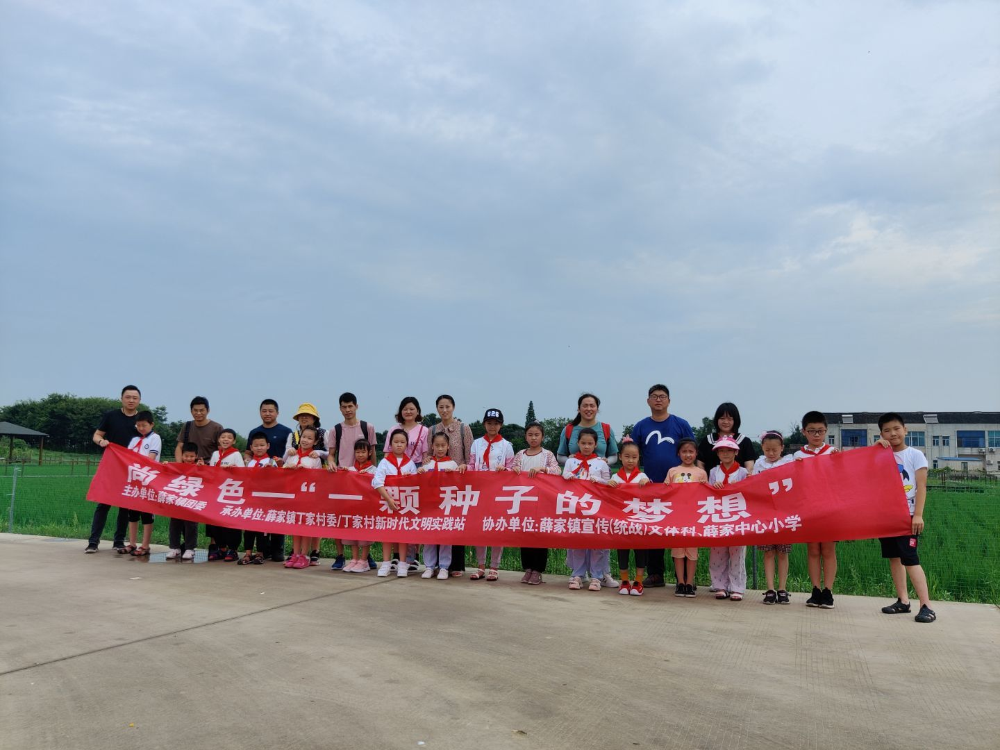 尚绿色——“一颗种子的梦想”
主办单位:薛家镇团委 承办单位:薛家镇丁家村委/丁家村新时代文明实践站 协办单位:薛家镇宣传(统战)文体科、薛家中心小学
626